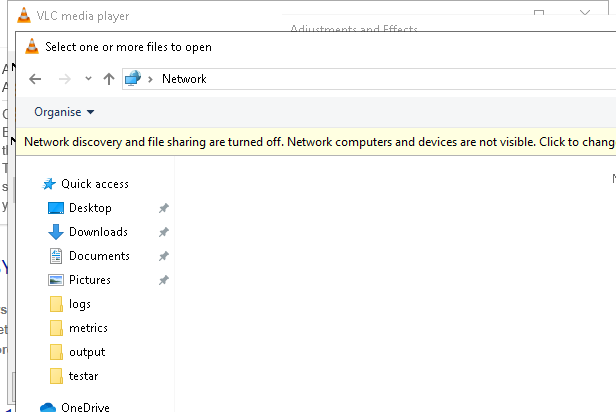 VLC media player
Adjustments and Effects
Select one or more files to open
Network
Organise
Network discovery and file sharing are turned off. Network computers and devices are not visible. Click to chang
Quick access
Desktop
Downloads
Documents
Pictures
logs
metrics
output
testar
OneDrive